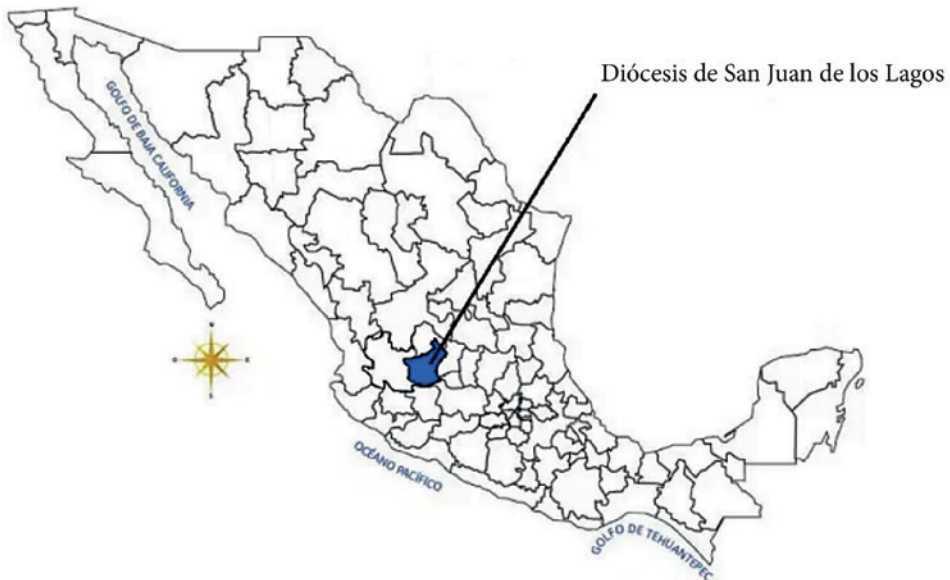 Diócesis de San Juan de los Lagos
GOLFO DE BAJA CALIFORNIA
OCÉANO PACÍFICO
GOLFO DE TEHUANTEPEC